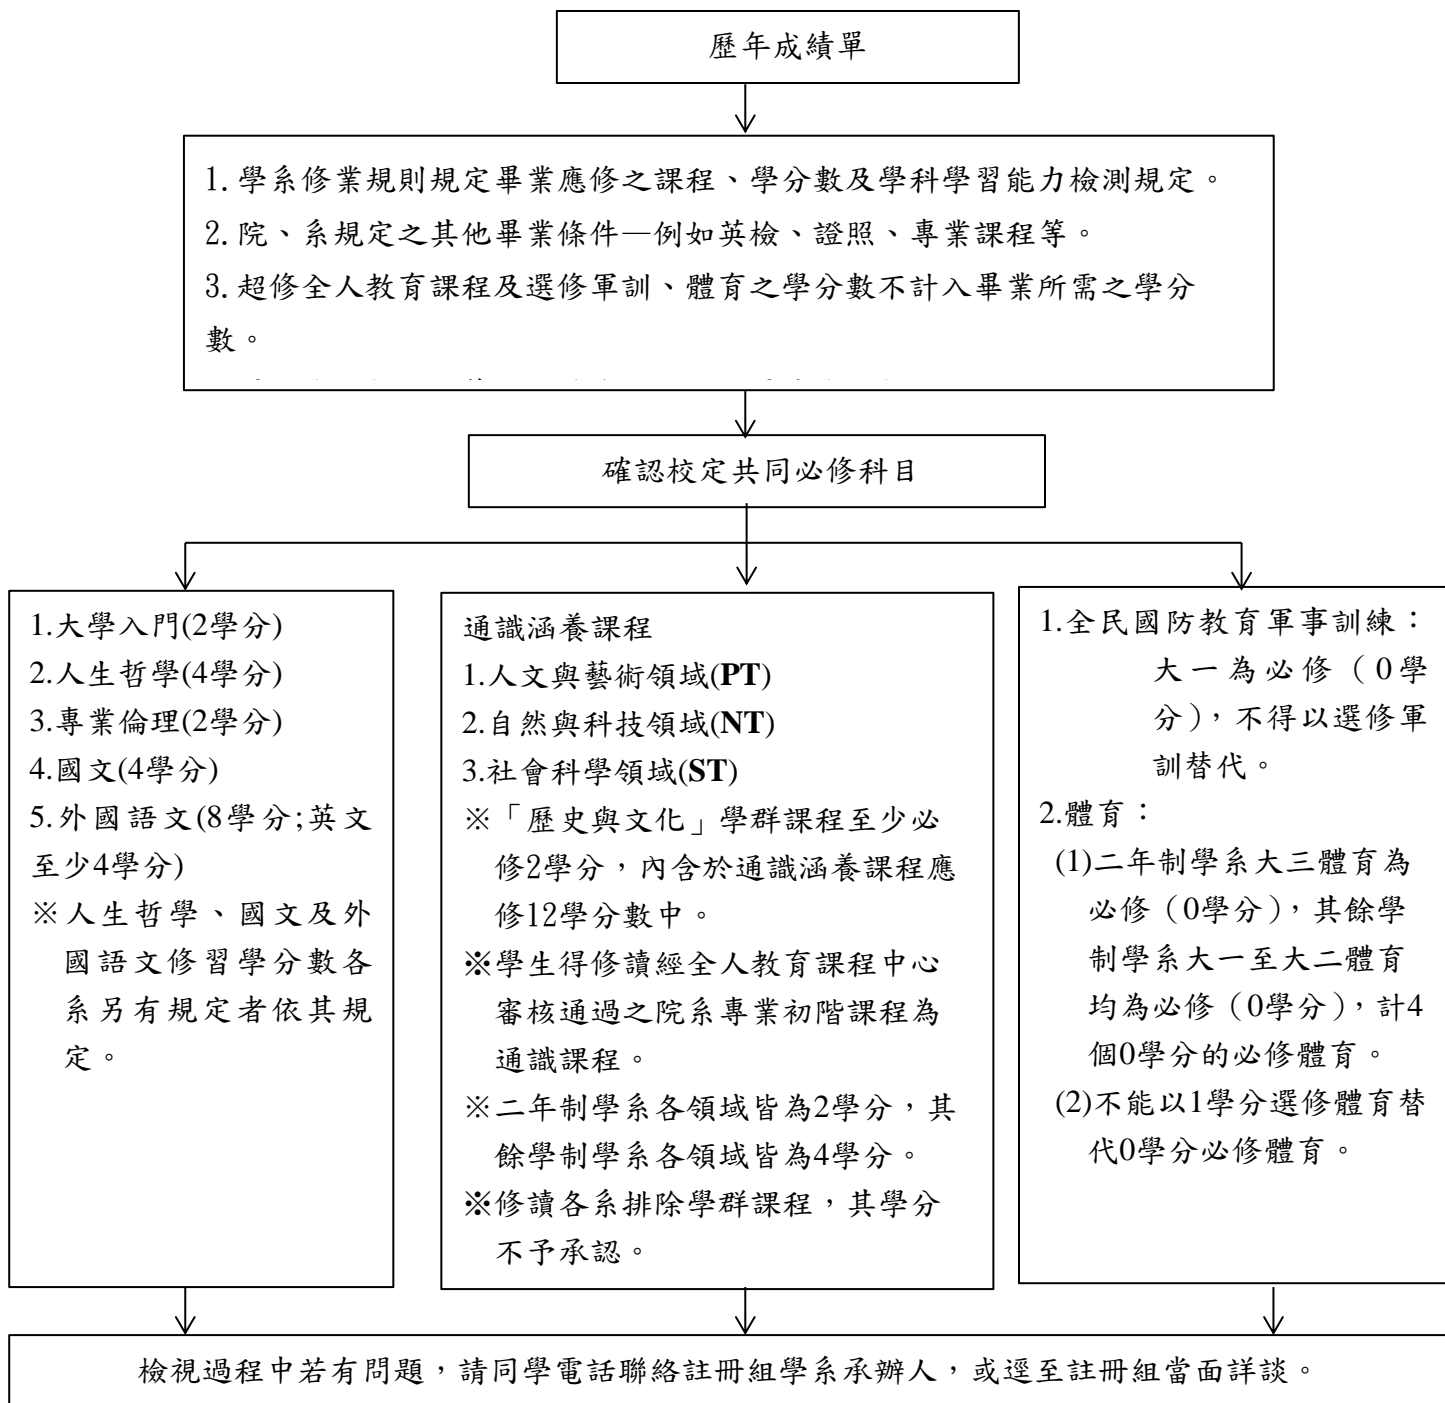 歷年成績單
1. 學系修業規則規定畢業應修之課程、學分數及學科學習能力檢測規定。
2. 院、系規定之其他畢業條件—例如英檢、證照、專業課程等。
3. 超修全人教育課程及選修軍訓、體育之學分數不計入畢業所需之學分
數。
確認校定共同必修科目
1.大學入門(2學分)
2.人生哲學(4學分)
3.專業倫理(2學分)
4.國文(4學分)
5.外國語文(8學分;英文
至少4學分)
※人生哲學、國文及外
國語文修習學分數各
系另有規定者依其規
定。
通識涵養課程
1.人文與藝術領域(PT)
2.自然與科技領域(NT)
3.社會科學領域(ST)
※「歷史與文化」學群課程至少必
修2學分，內含於通識涵養課程應
修12學分數中。
※學生得修讀經全人教育課程中心
審核通過之院系專業初階課程為
通識課程。
※二年制學系各領域皆為2學分，其
餘學制學系各領域皆為4學分。
※修讀各系排除學群課程，其學分
不予承認。
1.全民國防教育軍事訓練：
大一為必修（0學
分），不得以選修軍
訓替代。
2.體育：
(1)二年制學系大三體育為
必修（0學分），其餘學
制學系大一至大二體育
均為必修（0學分），計4
個0學分的必修體育。
(2)不能以1學分選修體育替
代0學分必修體育。
檢視過程中若有問題，請同學電話聯絡註冊組學系承辦人，或逕至註冊組當面詳談。